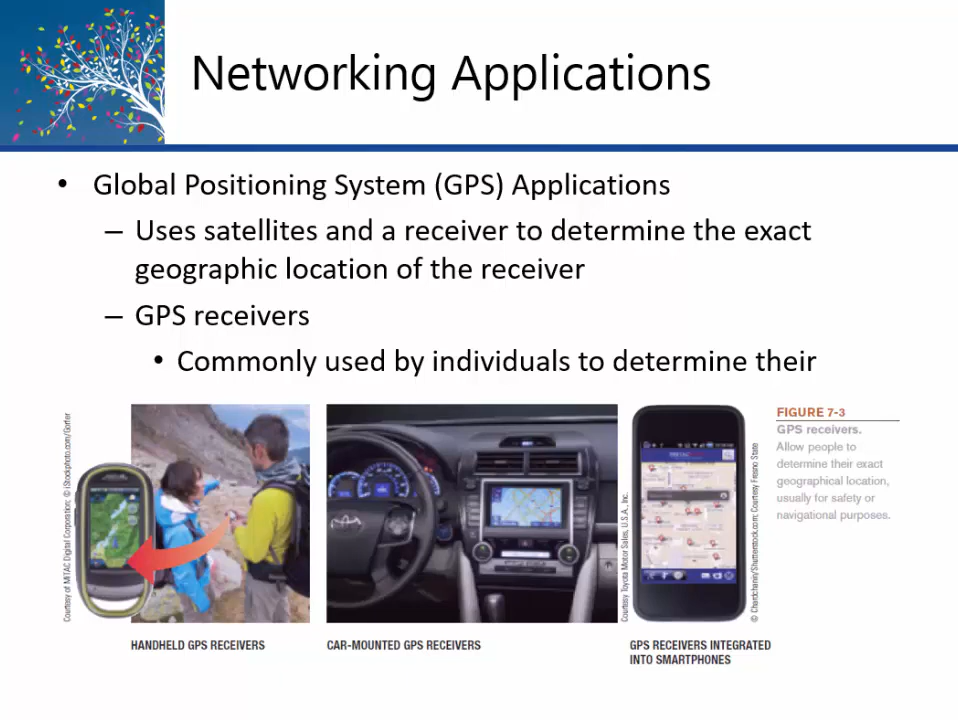 Networking Applications
• Global Positioning System (GPS) Applications
– Uses satellites and a receiver to determine the exact
geographic location of the receiver
– GPS receivers
• Commonly used by individuals to determine their
Courtesy of MiTAC Digital Corporation; © iStockphoto.com/Gorfer
HANDHELD GPS RECEIVERS
CAR-MOUNTED GPS RECEIVERS
Courtesy Toyota Motor Sales, U.S.A., Inc.
GPS RECEIVERS INTEGRATED
INTO SMARTPHONES
© Chardchanin/Shutterstock.com; Courtesy Fresno State
FIGURE 7-3
GPS receivers.
Allow people to
determine their exact
geographical location,
usually for safety or
navigational purposes.